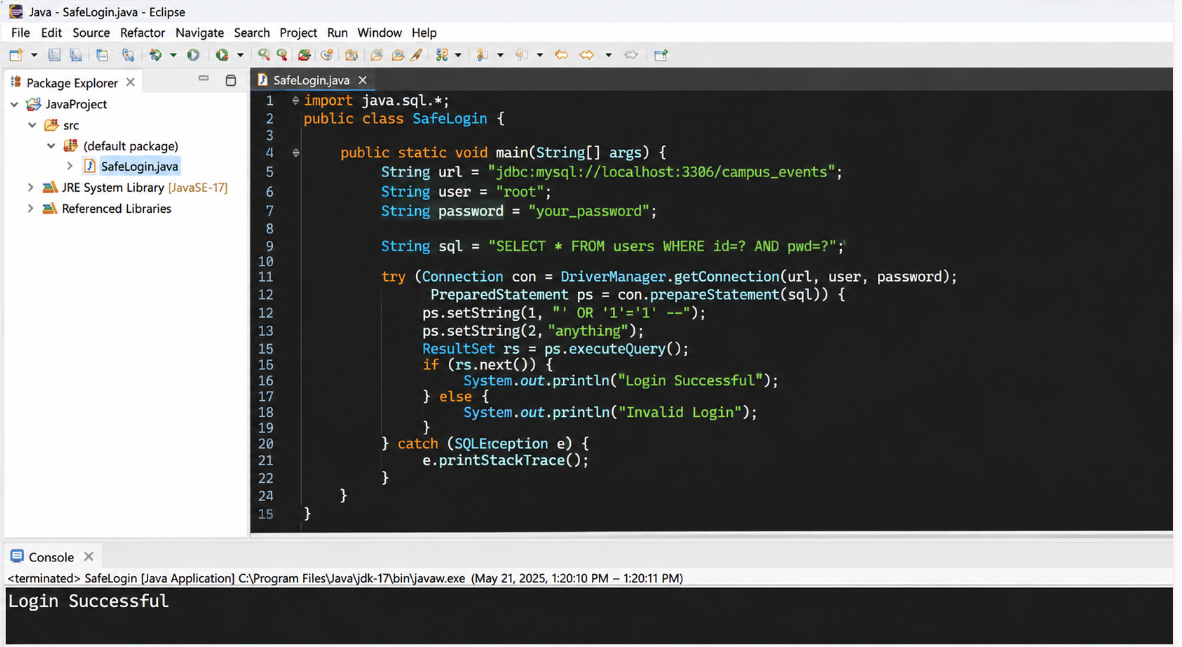 Java - SafeLogin.java - Eclipse
File Edit Source Refactor Navigate Search Project Run Window Help
Package Explorer
JavaProject
src
(default package)
SafeLogin.java
JRE System Library [JavaSE-17]
Referenced Libraries
SafeLogin.java
1 import java.sql.*;
2 public class SafeLogin {
3
4 public static void main(String[] args) {
5 String url = "jdbc:mysql://localhost:3306/campus_events";
6 String user = "root";
7 String password = "your_password";
8
9 String sql = "SELECT * FROM users WHERE id=? AND pwd=?";
10
11 try (Connection con = DriverManager.getConnection(url, user, password);
12 PreparedStatement ps = con.prepareStatement(sql)) {
12 ps.setString(1, "' OR '1'='1' --");
13 ps.setString(2, "anything");
15 ResultSet rs = ps.executeQuery();
15 if (rs.next()) {
16 System.out.println("Login Successful");
17 } else {
18 System.out.println("Invalid Login");
19 }
20 } catch (SQLException e) {
21 e.printStackTrace();
22 }
24 }
15 }
Console
<terminated> SafeLogin [Java Application] C:\Program Files\Java\jdk-17\bin\javaw.exe (May 21, 2025, 1:20:10 PM – 1:20:11 PM)
Login Successful